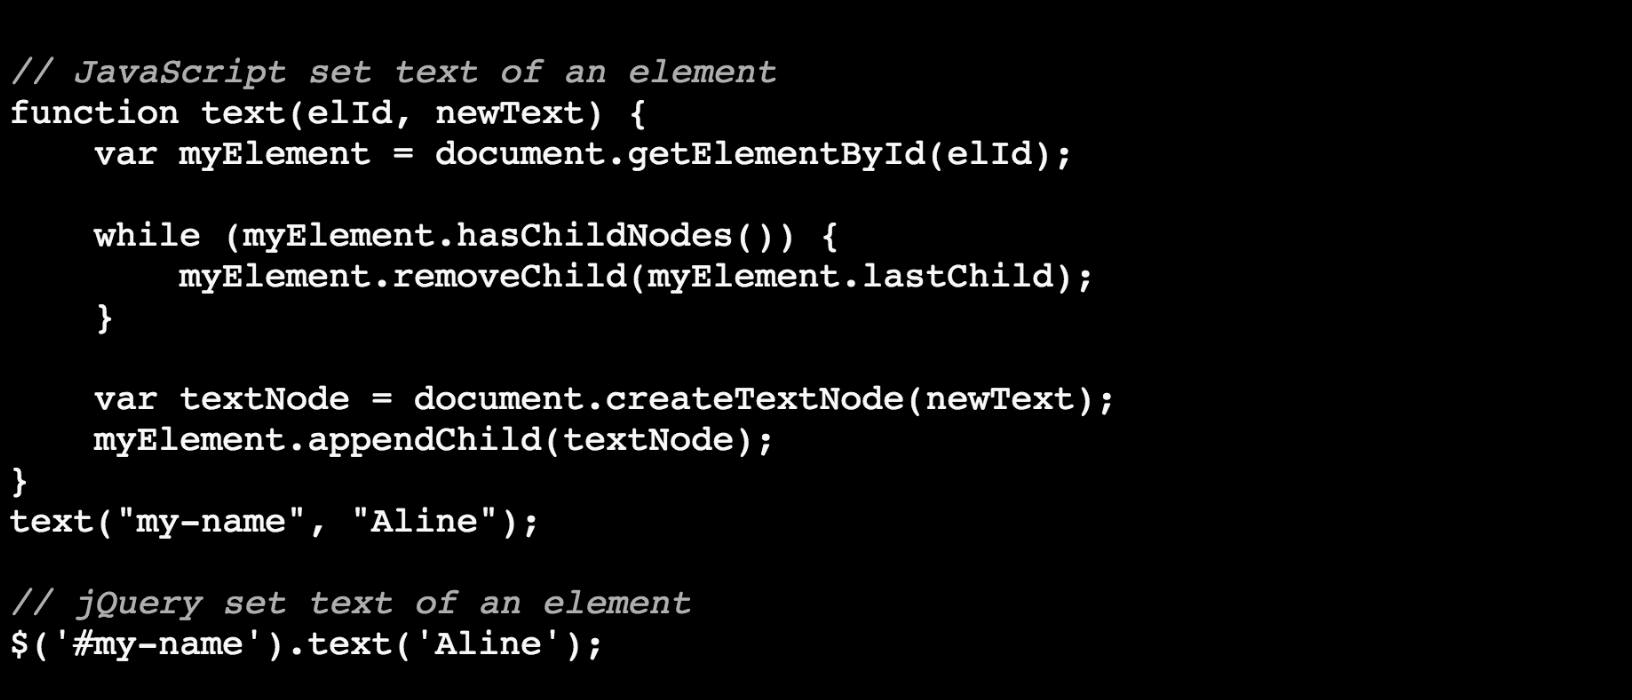 // JavaScript set text of an element
function text(elId, newText) {
    var myElement = document.getElementById(elId);

    while (myElement.hasChildNodes()) {
        myElement.removeChild(myElement.lastChild);
    }

    var textNode = document.createTextNode(newText);
    myElement.appendChild(textNode);
}
text("my-name", "Aline");

// jQuery set text of an element
$('#my-name').text('Aline');